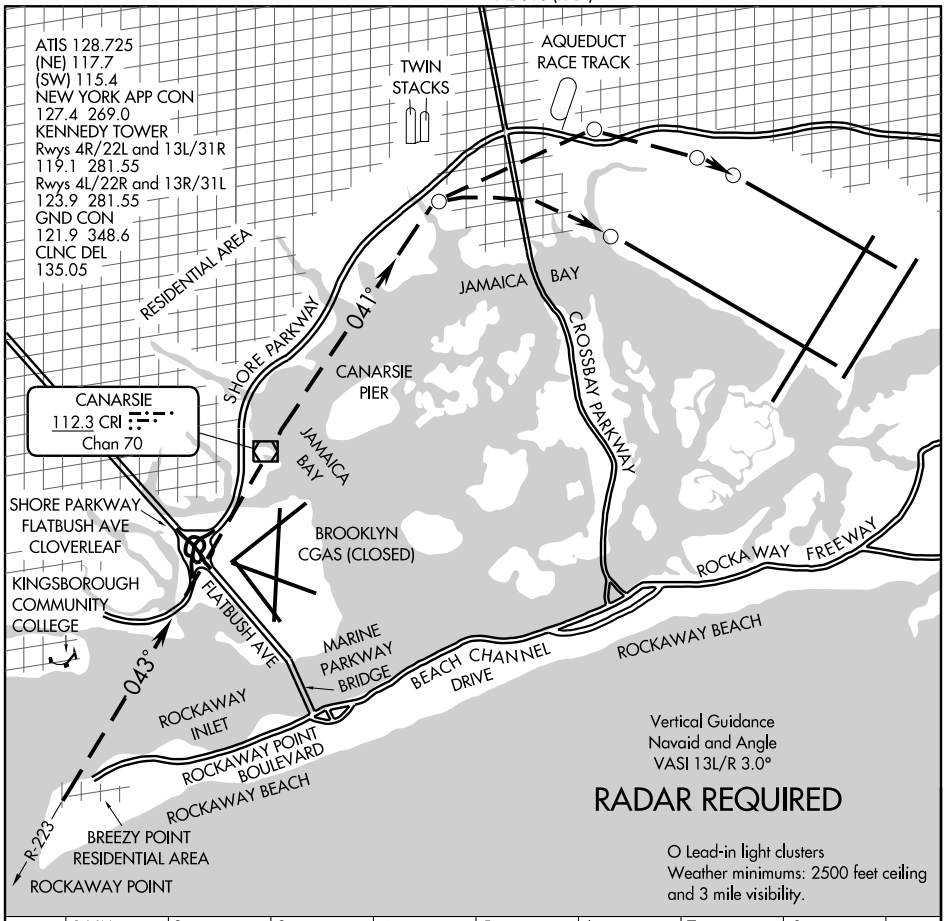 ATIS 128.725
(NE) 117.7
(SW) 115.4
NEW YORK APP CON
127.4 269.0
KENNEDY TOWER
Rwys 4R/22L and 13L/31R
119.1 281.55
Rwys 4L/22R and 13R/31L
123.9 281.55
GND CON
121.9 348.6
CLNC DEL
135.05
TWIN
STACKS
AQUEDUCT
RACE TRACK
RESIDENTIAL AREA
SHORE PARKWAY
041°
JAMAICA BAY
CROSSBAY PARKWAY
CANARSIE
PIER
CANARSIE
112.3 CRI
Chan 70
JAMAICA
BAY
SHORE PARKWAY
FLATBUSH AVE
CLOVERLEAF
BROOKLYN
CGAS (CLOSED)
KINGSBOROUGH
COMMUNITY
COLLEGE
FLATBUSH AVE
043°
MARINE
PARKWAY
BRIDGE
ROCKAWAY FREEWAY
BEACH CHANNEL
DRIVE
ROCKAWAY BEACH
ROCKAWAY
INLET
ROCKAWAY POINT
BOULEVARD
ROCKAWAY BEACH
Vertical Guidance
Navaid and Angle
VASI 13L/R 3.0°
RADAR REQUIRED
BREEZY POINT
RESIDENTIAL AREA
R-223
ROCKAWAY POINT
O Lead-in light clusters
Weather minimums: 2500 feet ceiling
and 3 mile visibility.